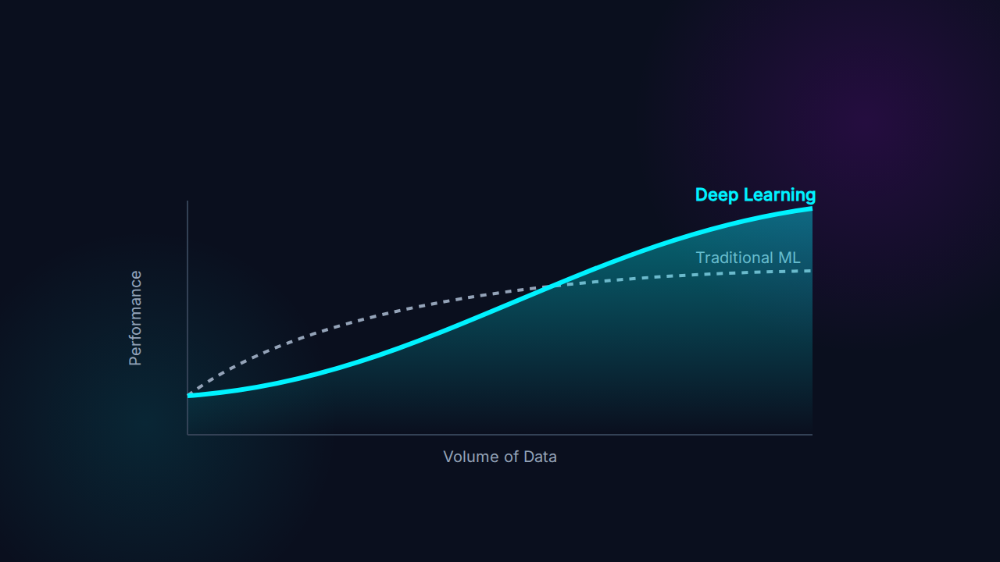 Deep Learning
Traditional ML
Performance
Volume of Data